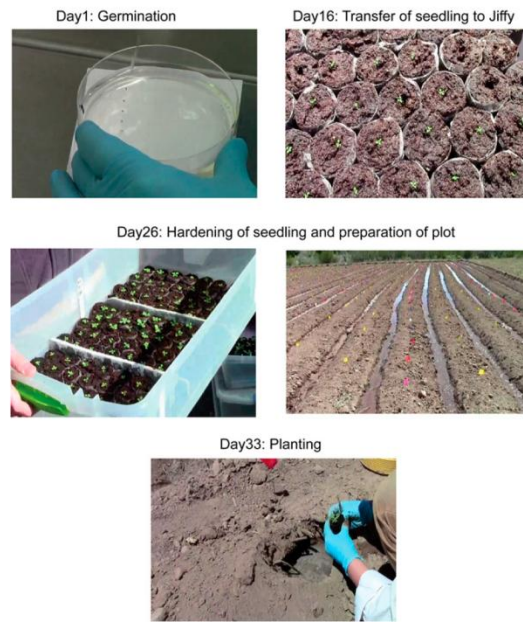 Day1: Germination
Day16: Transfer of seedling to Jiffy
Day26: Hardening of seedling and preparation of plot
Day33: Planting